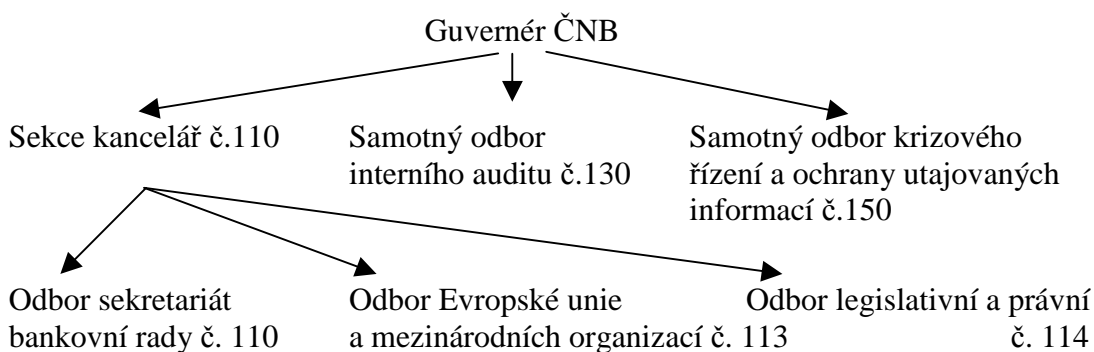 Guvernér ČNB
Sekce kancelář č.110
Samotný odbor
interního auditu č.130
Samotný odbor krizového
řízení a ochrany utajovaných
informací č.150
Odbor sekretariát
bankovní rady č. 110
Odbor Evropské unie
a mezinárodních organizací č. 113
Odbor legislativní a právní
č. 114